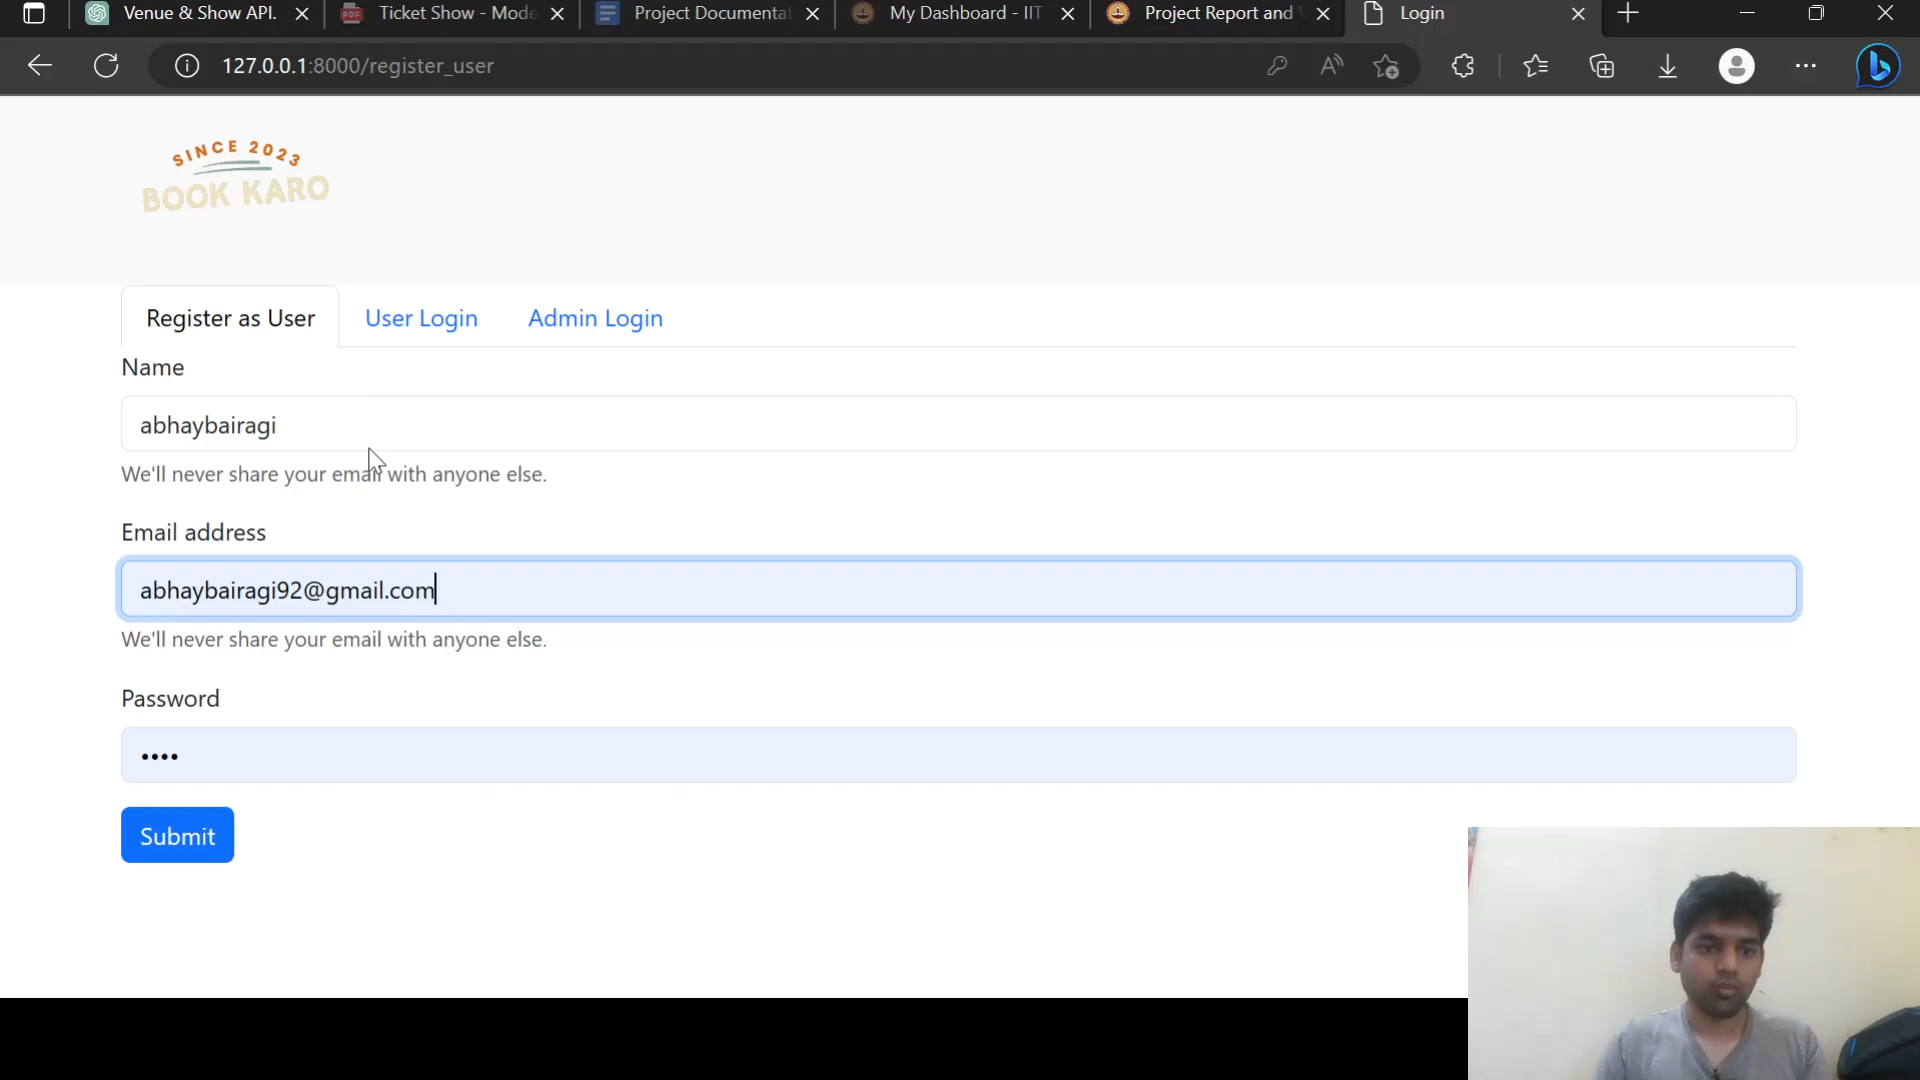 Venue & Show API.
Ticket Show - Mode
Project Documentat
My Dashboard - IIT
Project Report and
Login
127.0.0.1:8000/register_user
SINCE 2023
BOOK KARO
Register as User
User Login
Admin Login
Name
abhaybairagi
We'll never share your email with anyone else.
Email address
abhaybairagi92@gmail.com
We'll never share your email with anyone else.
Password
••••
Submit